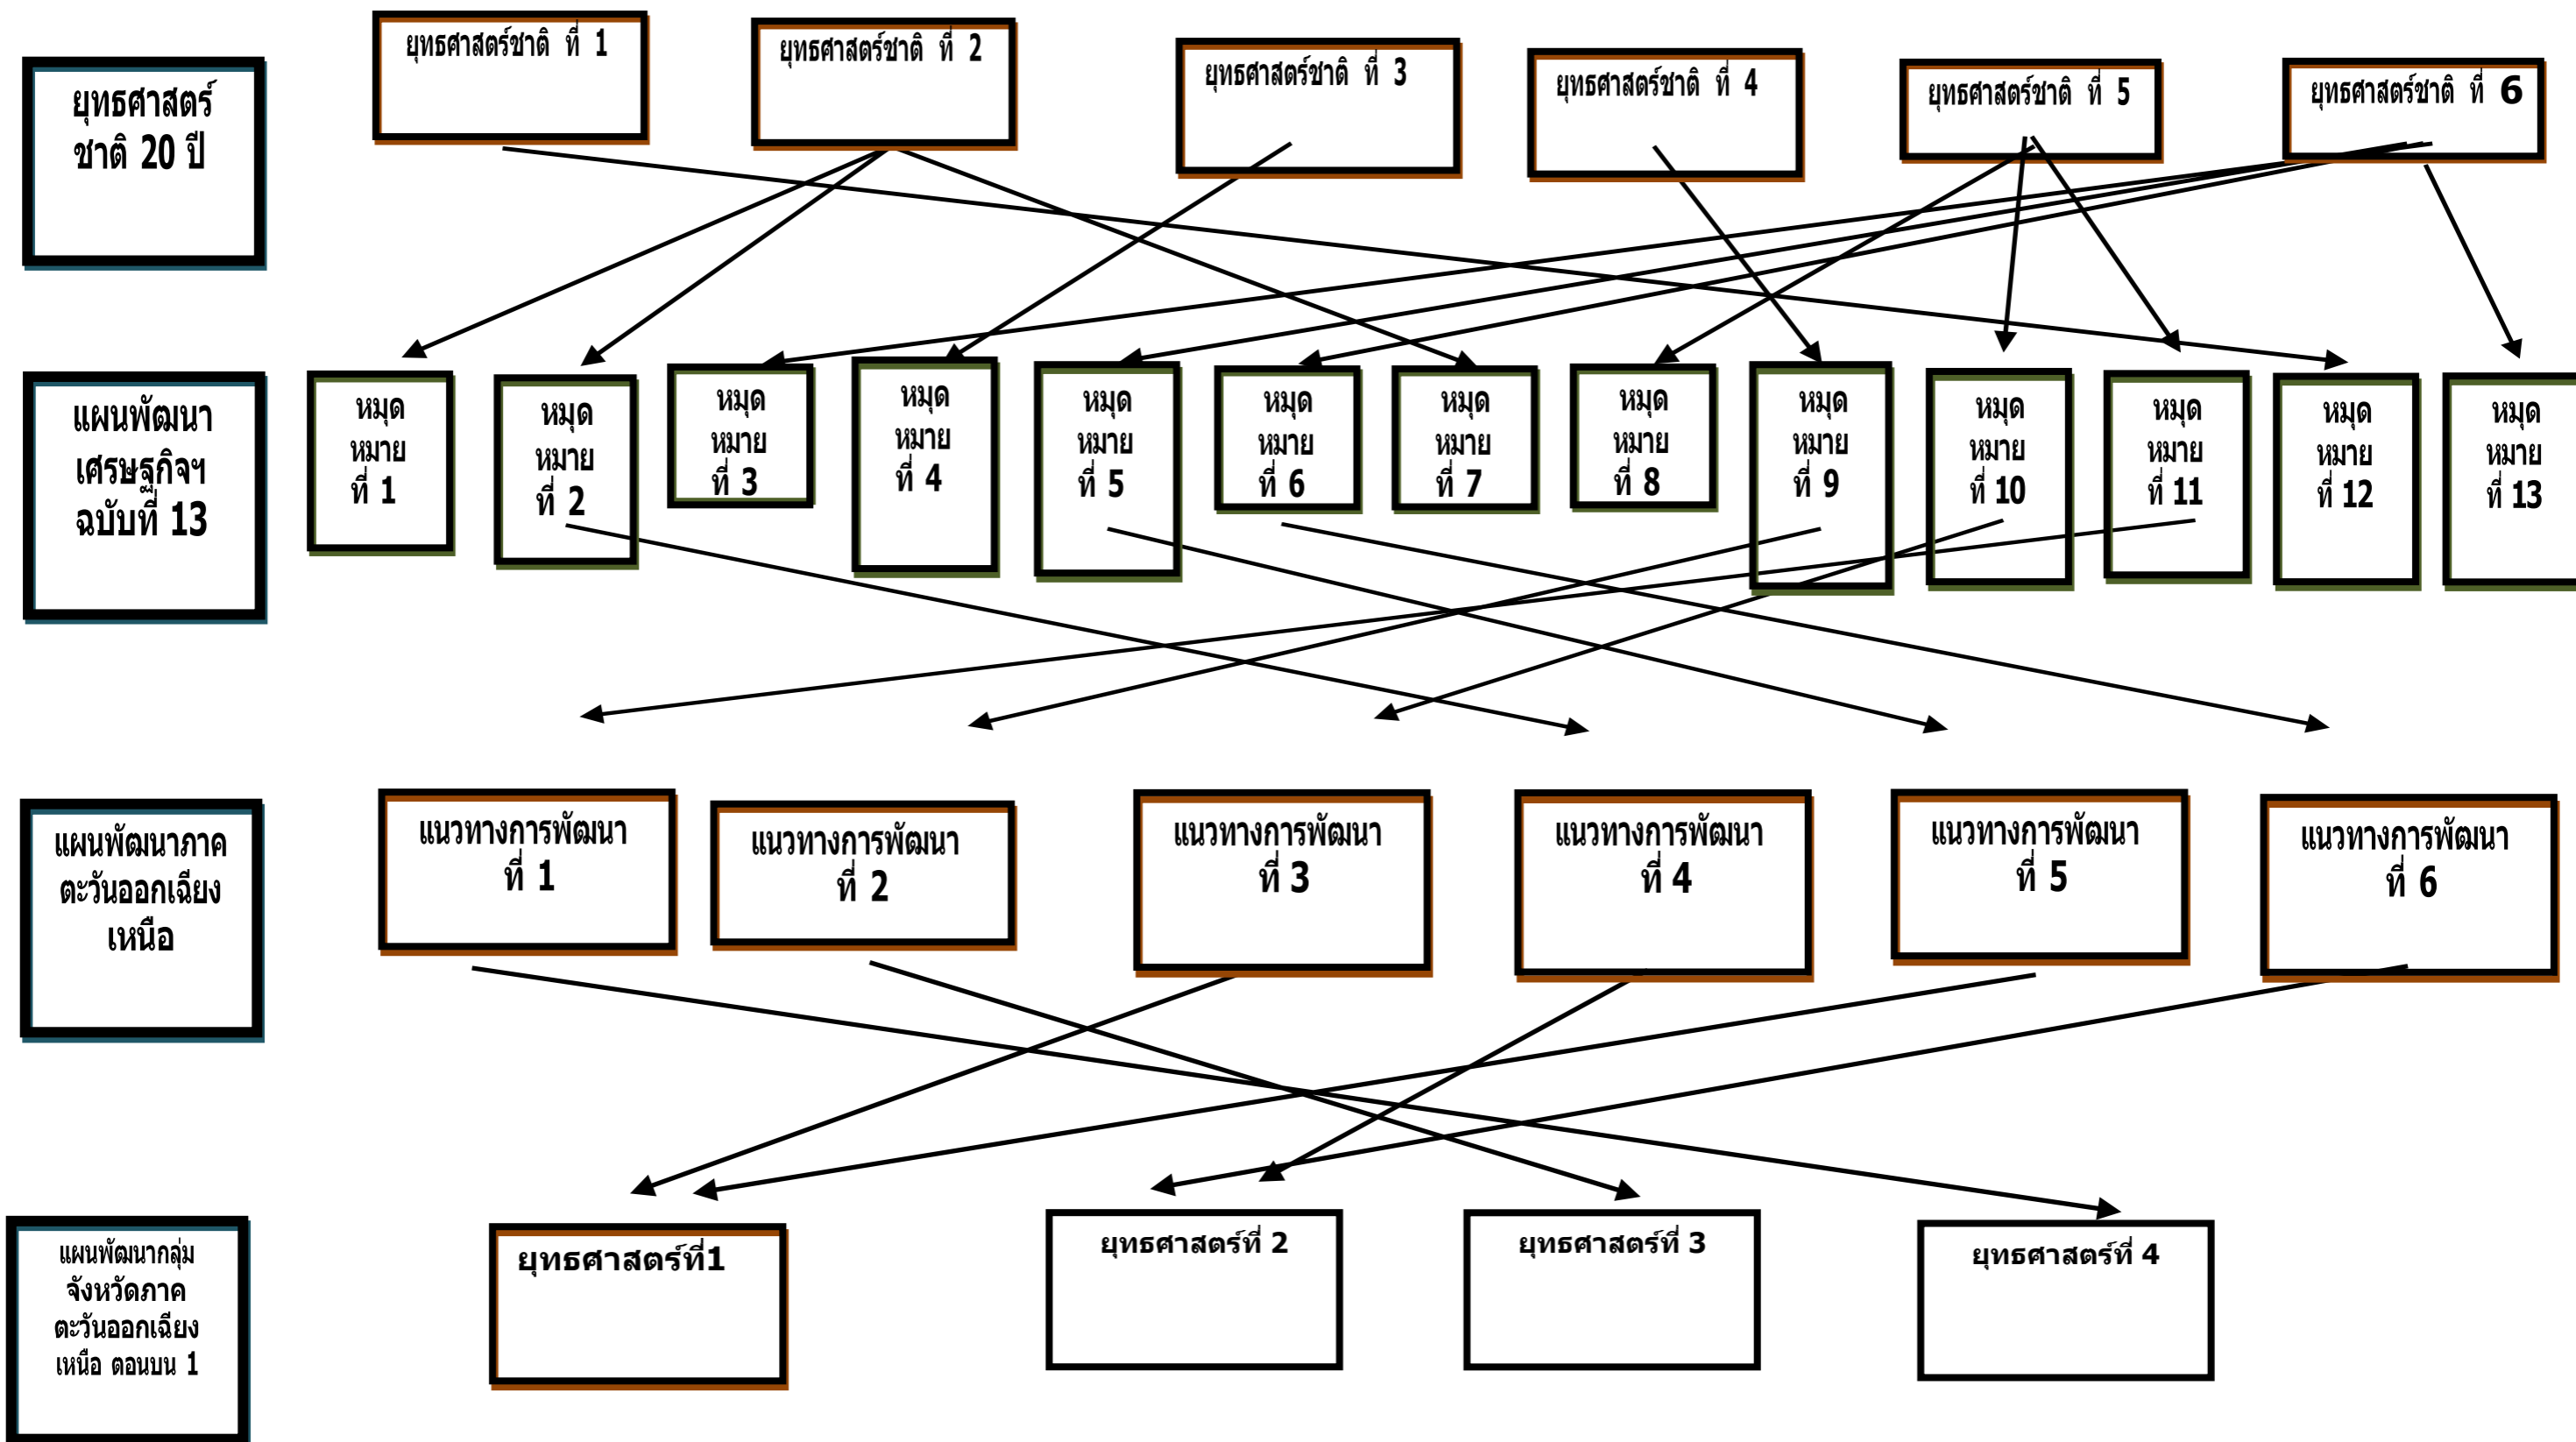 ยุทธศาสตร์
ชาติ 20 ปี
ยุทธศาสตร์ชาติ ที่ 1
ยุทธศาสตร์ชาติ ที่ 2
ยุทธศาสตร์ชาติ ที่ 3
ยุทธศาสตร์ชาติ ที่ 4
ยุทธศาสตร์ชาติ ที่ 5
ยุทธศาสตร์ชาติ ที่ 6
แผนพัฒนา
เศรษฐกิจฯ
ฉบับที่ 13
หมุด
หมาย
ที่ 1
หมุด
หมาย
ที่ 2
หมุด
หมาย
ที่ 3
หมุด
หมาย
ที่ 4
หมุด
หมาย
ที่ 5
หมุด
หมาย
ที่ 6
หมุด
หมาย
ที่ 7
หมุด
หมาย
ที่ 8
หมุด
หมาย
ที่ 9
หมุด
หมาย
ที่ 10
หมุด
หมาย
ที่ 11
หมุด
หมาย
ที่ 12
หมุด
หมาย
ที่ 13
แผนพัฒนาภาค
ตะวันออกเฉียง
เหนือ
แนวทางการพัฒนา
ที่ 1
แนวทางการพัฒนา
ที่ 2
แนวทางการพัฒนา
ที่ 3
แนวทางการพัฒนา
ที่ 4
แนวทางการพัฒนา
ที่ 5
แนวทางการพัฒนา
ที่ 6
แผนพัฒนากลุ่ม
จังหวัดภาค
ตะวันออกเฉียง
เหนือ ตอนบน 1
ยุทธศาสตร์ที่1
ยุทธศาสตร์ที่ 2
ยุทธศาสตร์ที่ 3
ยุทธศาสตร์ที่ 4